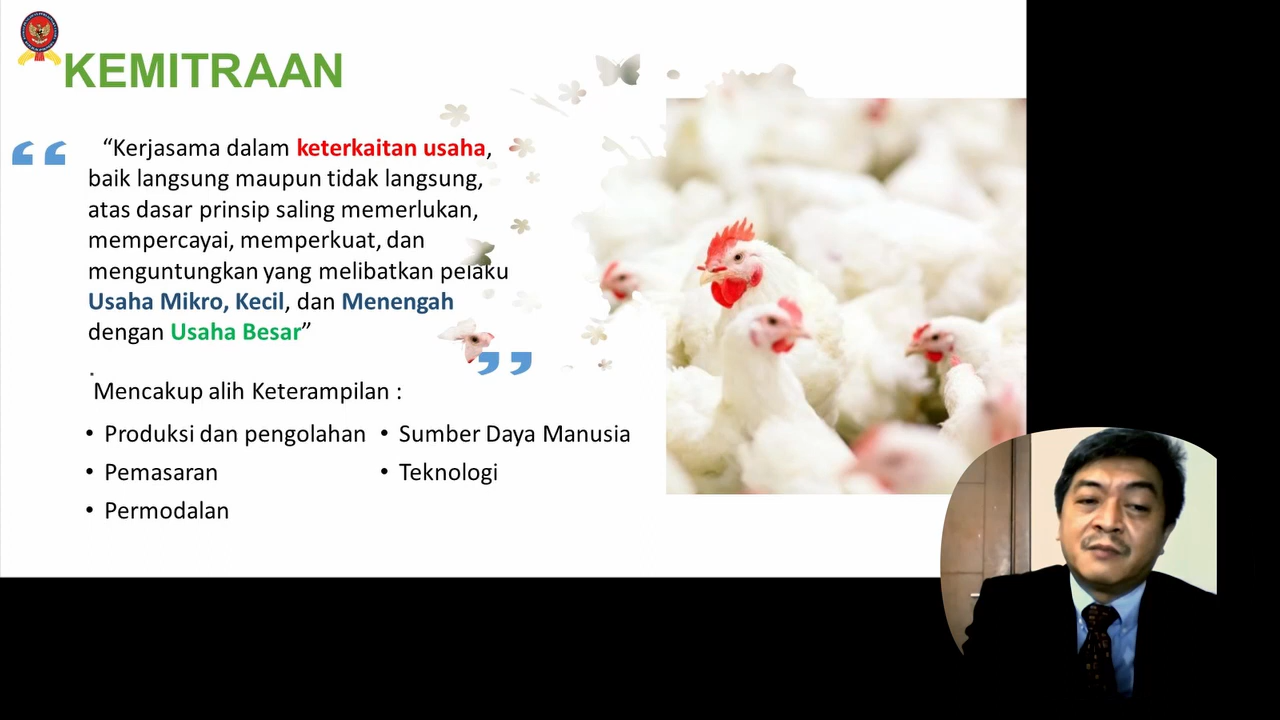 KEMITRAAN
“Kerjasama dalam keterkaitan usaha,
baik langsung maupun tidak langsung,
atas dasar prinsip saling memerlukan,
mempercayai, memperkuat, dan
menguntungkan yang melibatkan pelaku
Usaha Mikro, Kecil, dan Menengah
dengan Usaha Besar”
Mencakup alih Keterampilan :
• Produksi dan pengolahan
• Pemasaran
• Permodalan
• Sumber Daya Manusia
• Teknologi